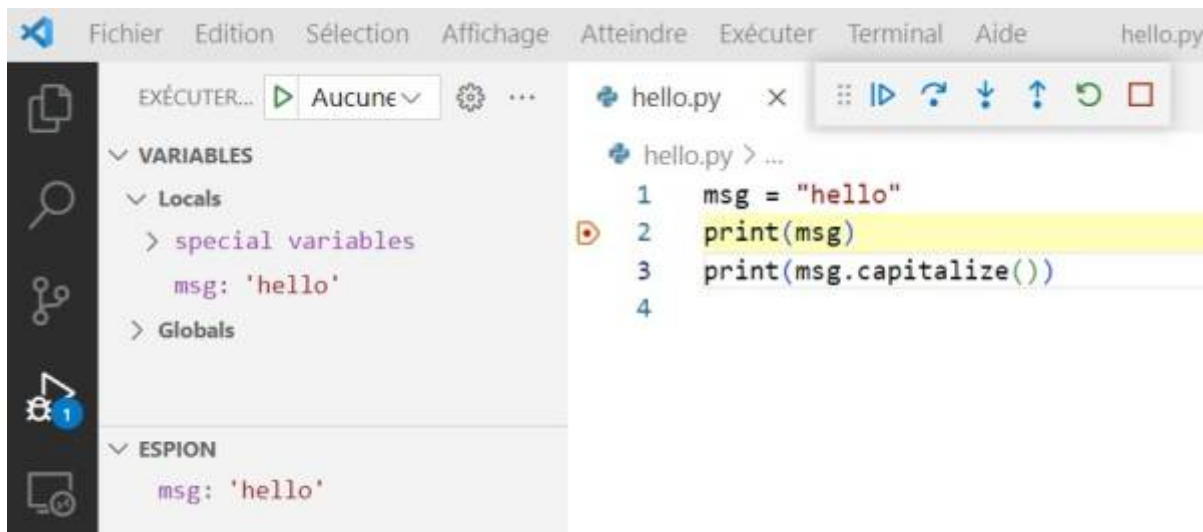 Fichier Edition Sélection Affichage Atteindre Exécuter Terminal Aide hello.py
EXÉCUTER... Aucune
VARIABLES
Locals
special variables
msg: 'hello'
Globals
1
ESPION
msg: 'hello'
hello.py
hello.py > ...
1 msg = "hello"
2 print(msg)
3 print(msg.capitalize())
4